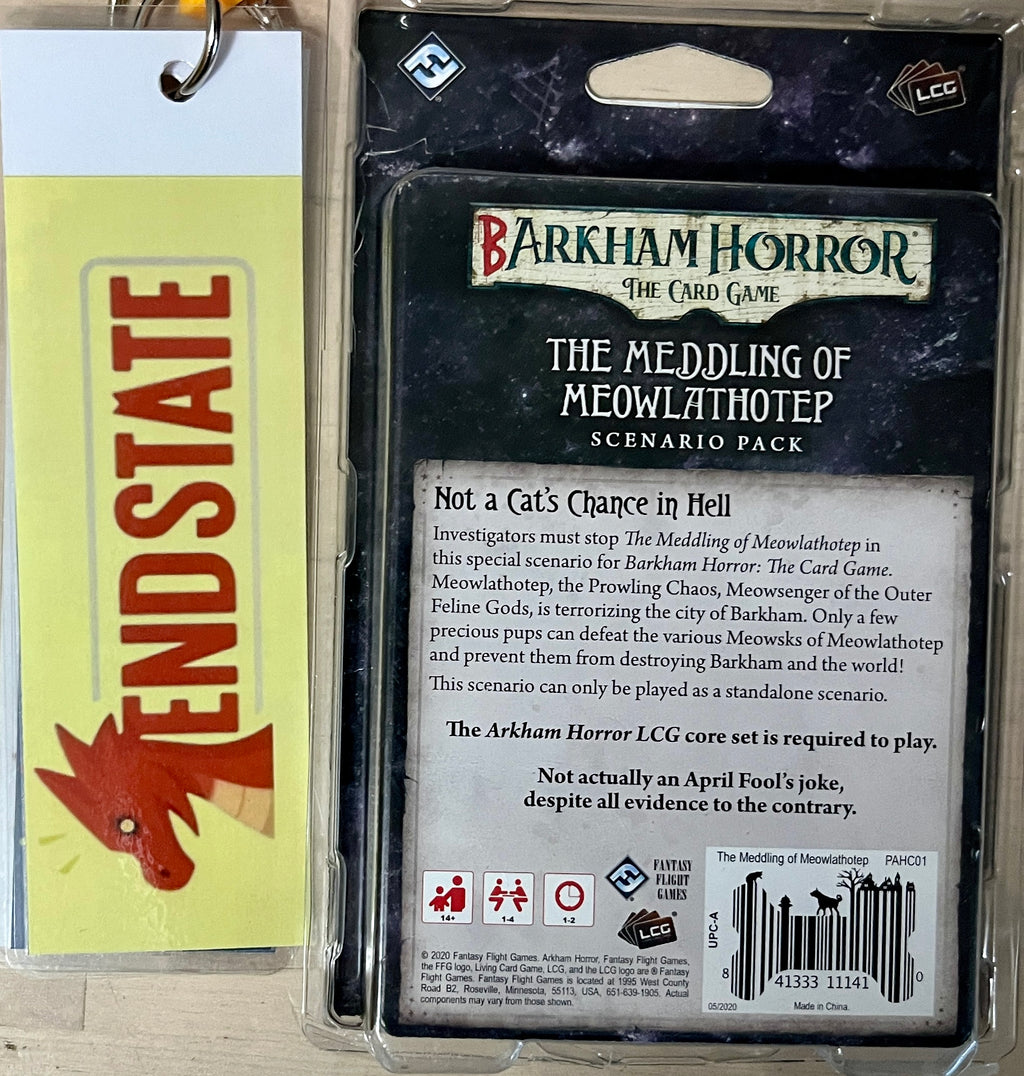 ENDSTATE
LCG
BARKHAM HORROR®
THE CARD GAME
THE MEDDLING OF
MEOWLATHOTEP
SCENARIO PACK
Not a Cat's Chance in Hell
Investigators must stop The Meddling of Meowlathotep in
this special scenario for Barkham Horror: The Card Game.
Meowlathotep, the Prowling Chaos, Meowsenger of the Outer
Feline Gods, is terrorizing the city of Barkham. Only a few
precious pups can defeat the various Meowsks of Meowlathotep
and prevent them from destroying Barkham and the world!
This scenario can only be played as a standalone scenario.
The Arkham Horror LCG core set is required to play.
Not actually an April Fool's joke,
despite all evidence to the contrary.
14+
1-4
1-2
FANTASY
FLIGHT
GAMES
LCG
© 2020 Fantasy Flight Games. Arkham Horror, Fantasy Flight Games,
the FFG logo, Living Card Game, LCG, and the LCG logo are ® Fantasy
Flight Games. Fantasy Flight Games is located at 1995 West County
Road B2, Roseville, Minnesota, 55113, USA, 651-639-1905. Actual
components may vary from those shown.
The Meddling of Meowlathotep PAHC01
UPC-A
8 41333 11141 0
05/2020 Made in China.